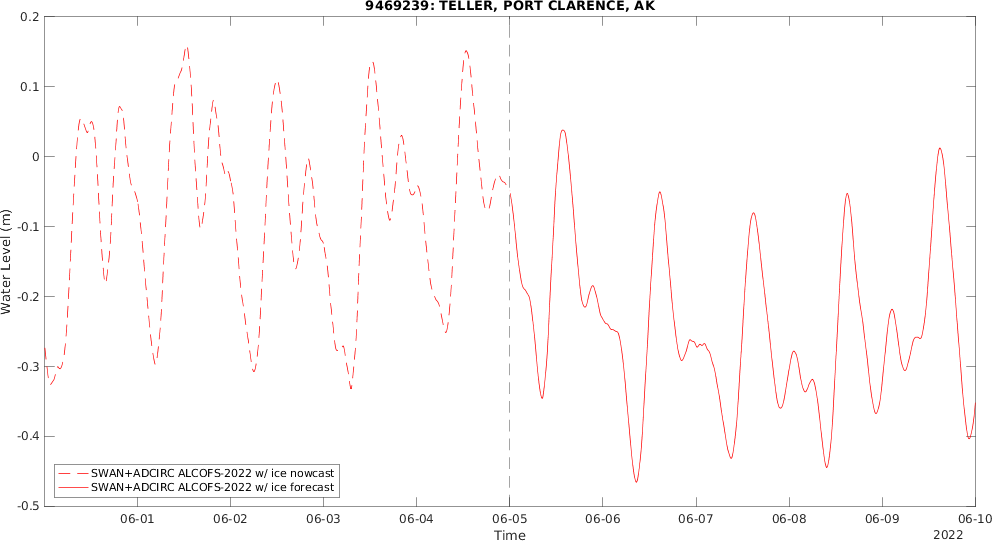 9469239: TELLER, PORT CLARENCE, AK
0.2
0.1
0
-0.1
-0.2
-0.3
-0.4
-0.5
Water Level (m)
SWAN+ADCIRC ALCOFS-2022 w/ ice nowcast
SWAN+ADCIRC ALCOFS-2022 w/ ice forecast
06-01 06-02 06-03 06-04 06-05 06-06 06-07 06-08 06-09 06-10
Time
2022